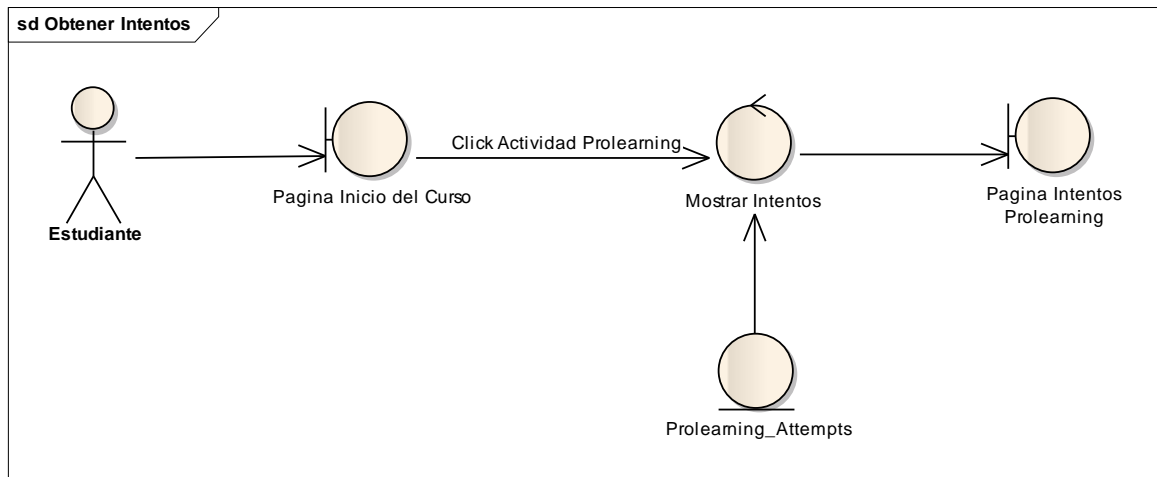 sd Obtener Intentos
Estudiante
Pagina Inicio del Curso
Click Actividad Prolearning
Mostrar Intentos
Pagina Intentos
Prolearning
Prolearning_Attempts